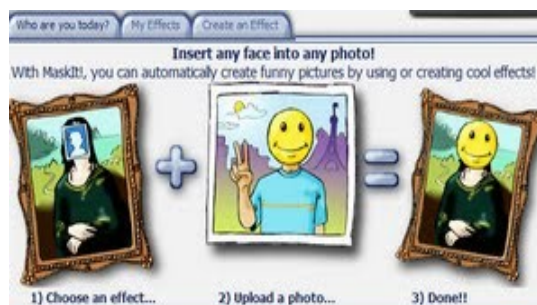 Who are you today? My Effects Create an Effect
Insert any face into any photo!
With MaskIt!, you can automatically create funny pictures by using or creating cool effects!
1) Choose an effect... 2) Upload a photo... 3) Done!!